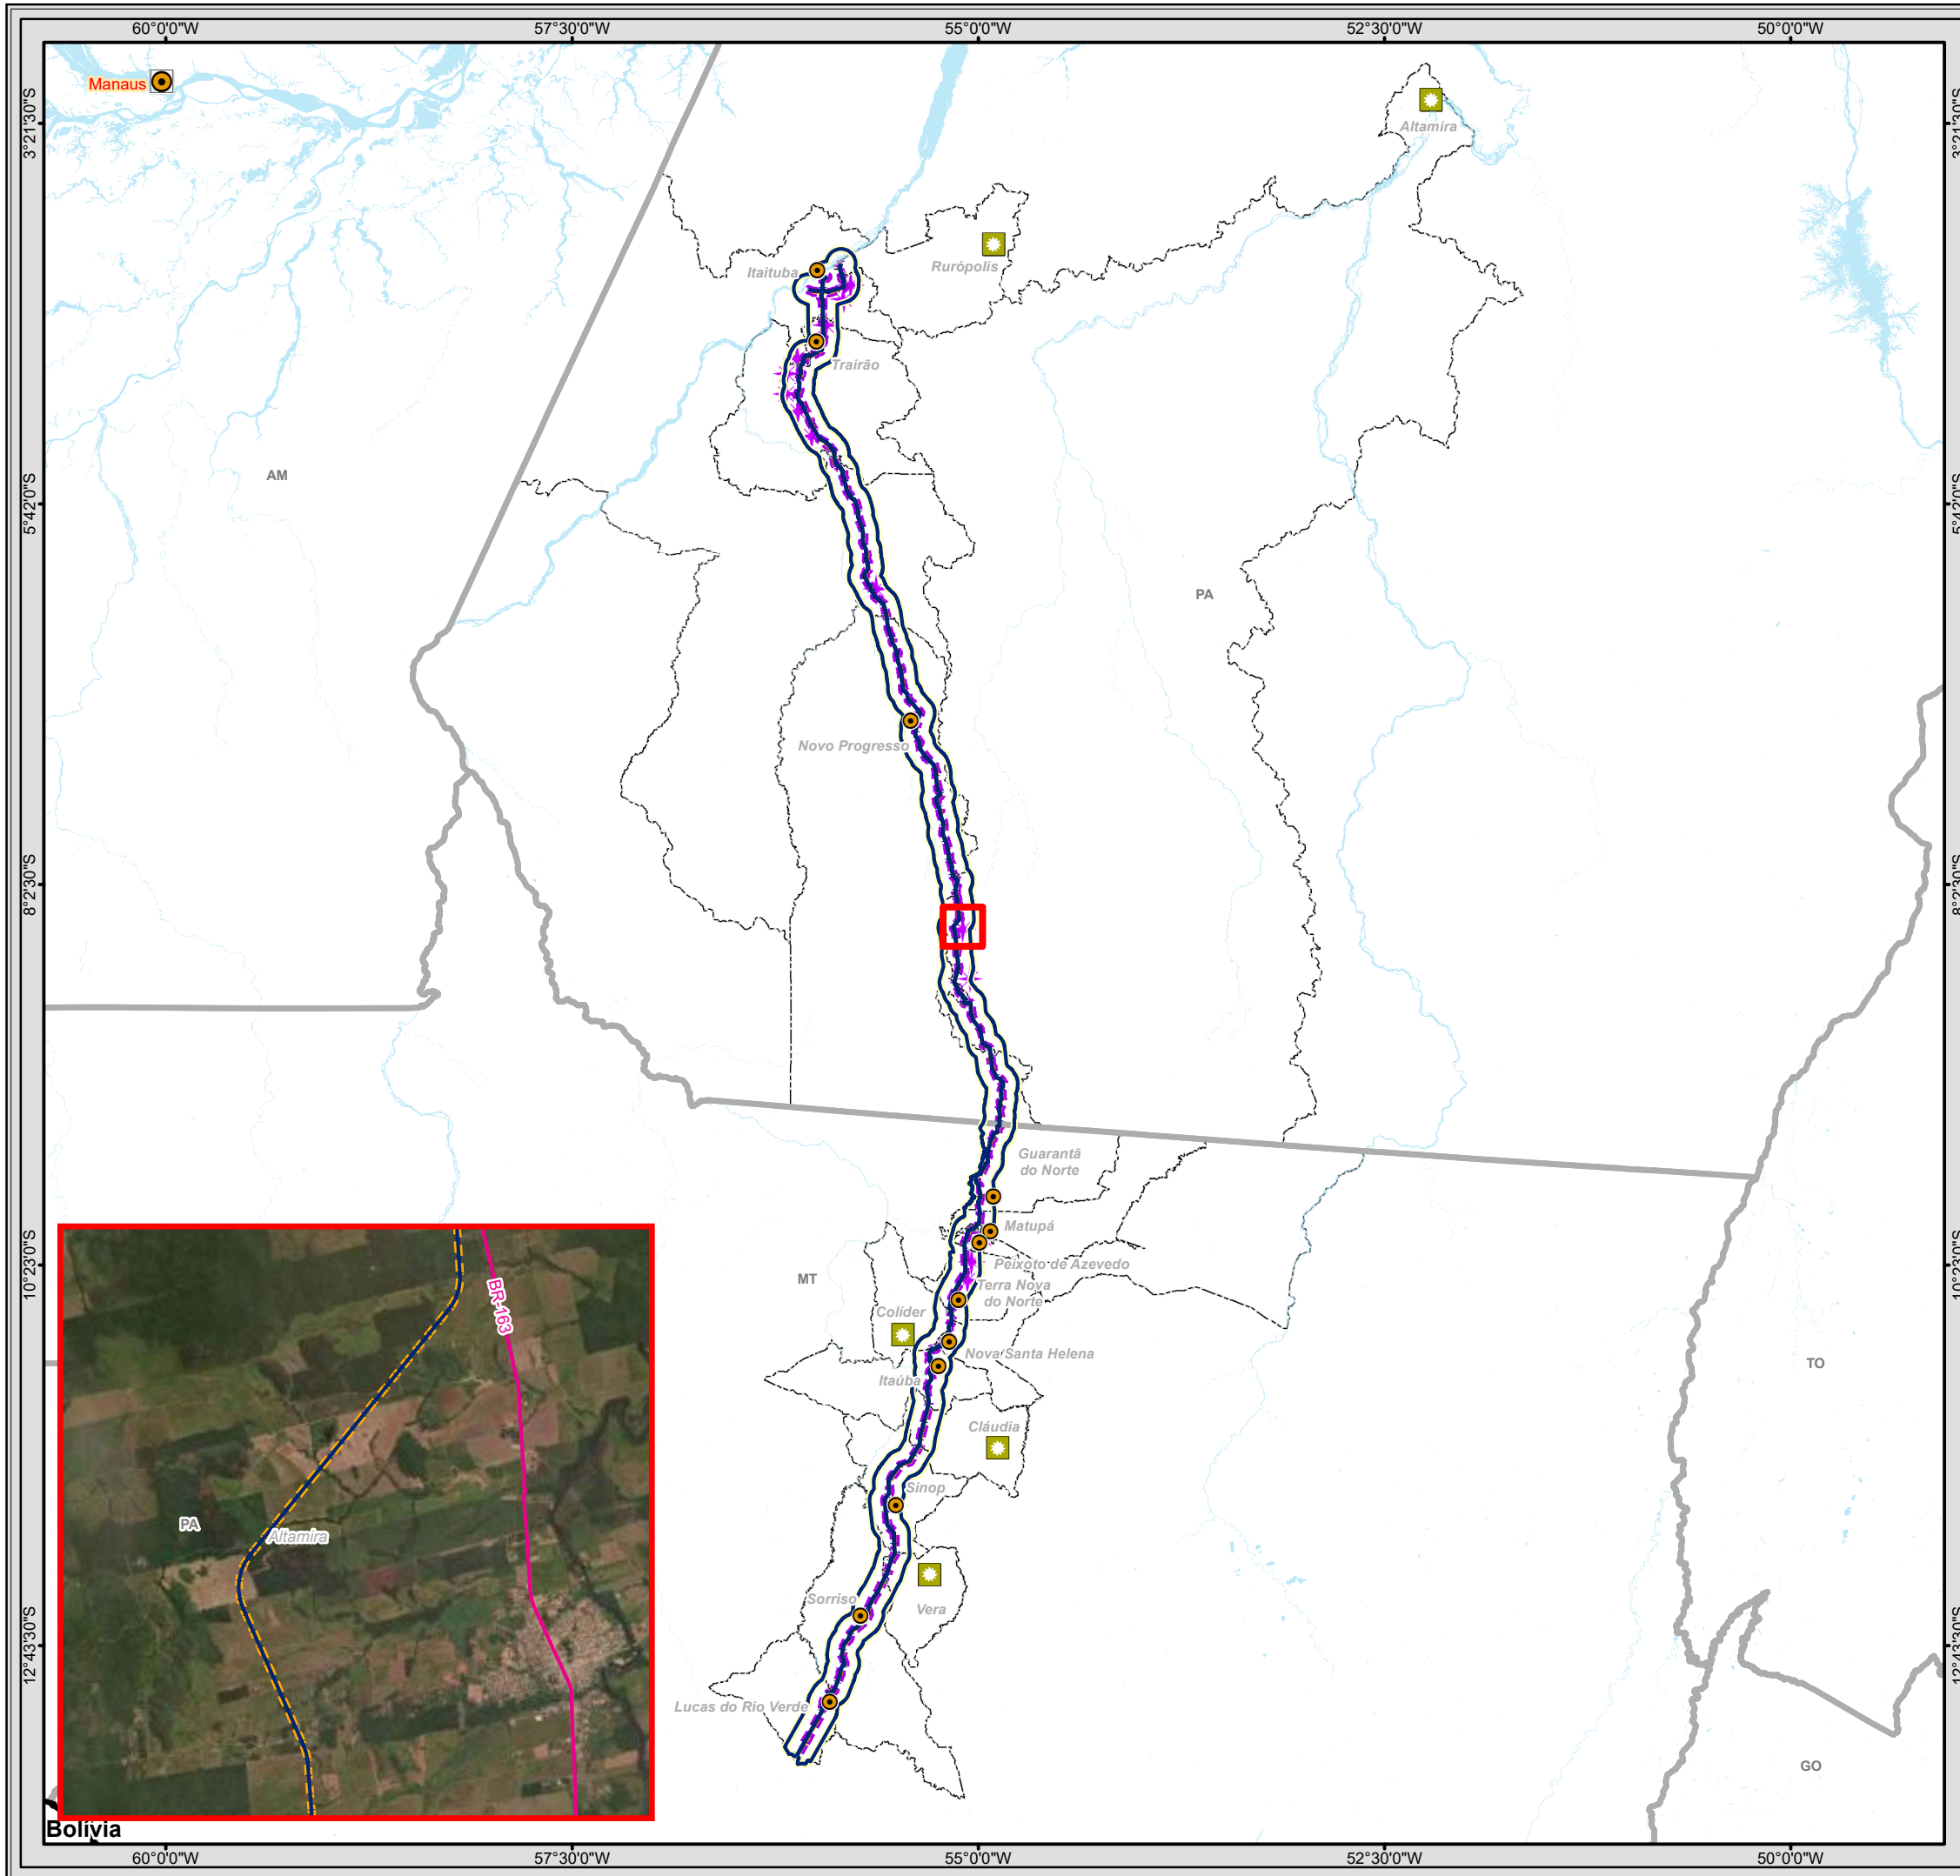 60°0'0"W 57°30'0"W 55°0'0"W 52°30'0"W 50°0'0"W
Manaus
3°21'30"S
3°21'30"S
Altamira
Itaituba
Rurópolis
Trairão
AM
5°42'0"S
5°42'0"S
PA
Novo Progresso
8°2'30"S
8°2'30"S
Guarantã
do Norte
Matupá
Peixoto de Azevedo
10°23'0"S
10°23'0"S
MT
Terra Nova
do Norte
Colíder
Nova Santa Helena
Itaúba
TO
Cláudia
Sinop
BR-163
PA
Altamira
Sorriso
Vera
12°43'30"S
12°43'30"S
Lucas do Rio Verde
GO
Bolívia
60°0'0"W 57°30'0"W 55°0'0"W 52°30'0"W 50°0'0"W